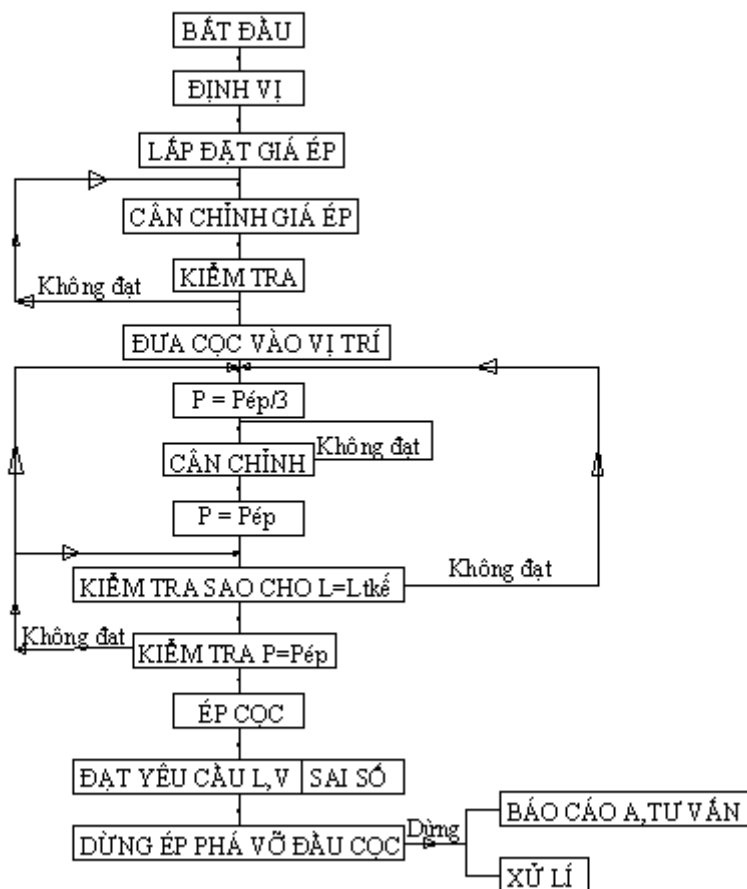 BẮT ĐẦU
ĐỊNH VỊ
LẮP ĐẶT GIÁ ÉP
CÂN CHỈNH GIÁ ÉP
KIỂM TRA
Không đạt
ĐƯA CỌC VÀO VỊ TRÍ
P = Pép/3
Không đạt
CÂN CHỈNH
P = Pép
KIỂM TRA SAO CHO L=Ltkế
Không đạt
Không đat
KIỂM TRA P=Pép
ÉP CỌC
ĐẠT YÊU CẦU L,V SAI SỐ
DỪNG ÉP PHÁ VỠ ĐẦU CỌC
Dừng
BÁO CÁO A,TƯ VẤN
XỬ LÍ